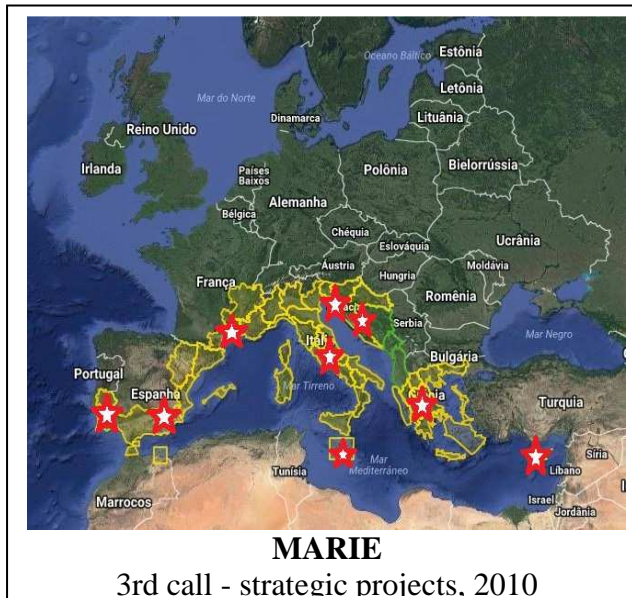 Oceano Báltico
Estônia
Mar do Norte
Letônia
Dinamarca
Lituânia
Reino Unido
Irlanda
Países
Baixos
Polônia
Bielorrússia
Alemanha
Bélgica
Chéquia
Ucrânia
Eslováquia
Áustria
Moldávia
França
Hungria
Romênia
Sérbia
Mar Negro
Bulgária
Portugal
Espanha
Mar Tirreno
Turquia
Mar
Mediterráneo
Tunísia
Síria
Líbano
Israel
Marrocos
Jordânia
MARIE
3rd call - strategic projects, 2010